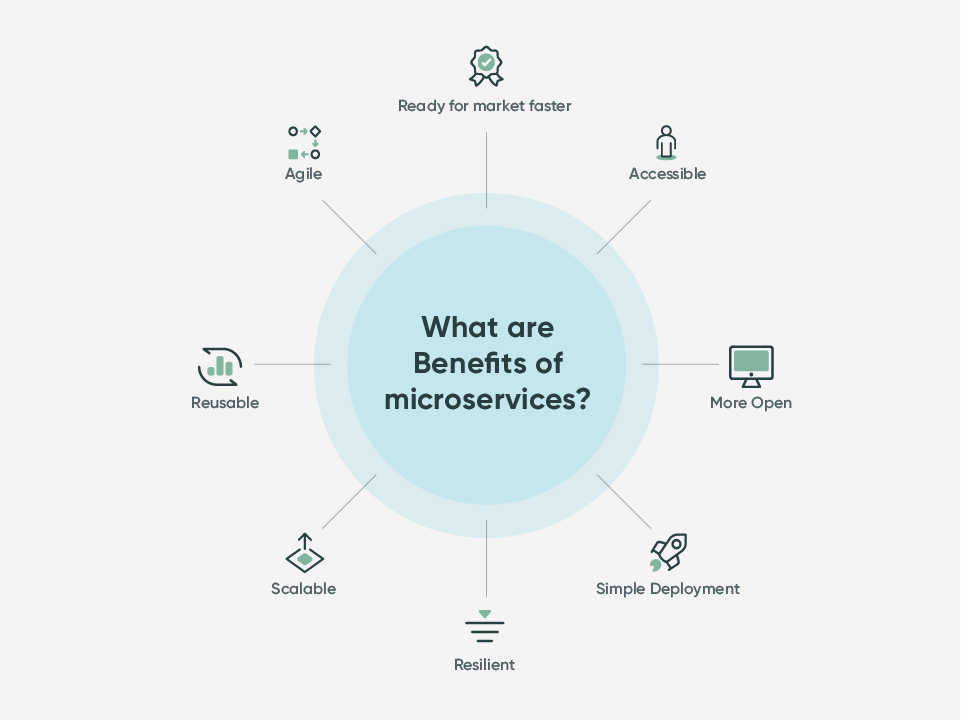 Ready for market faster
Agile
Accessible
What are
Benefits of
microservices?
Reusable
More Open
Scalable
Simple Deployment
Resilient